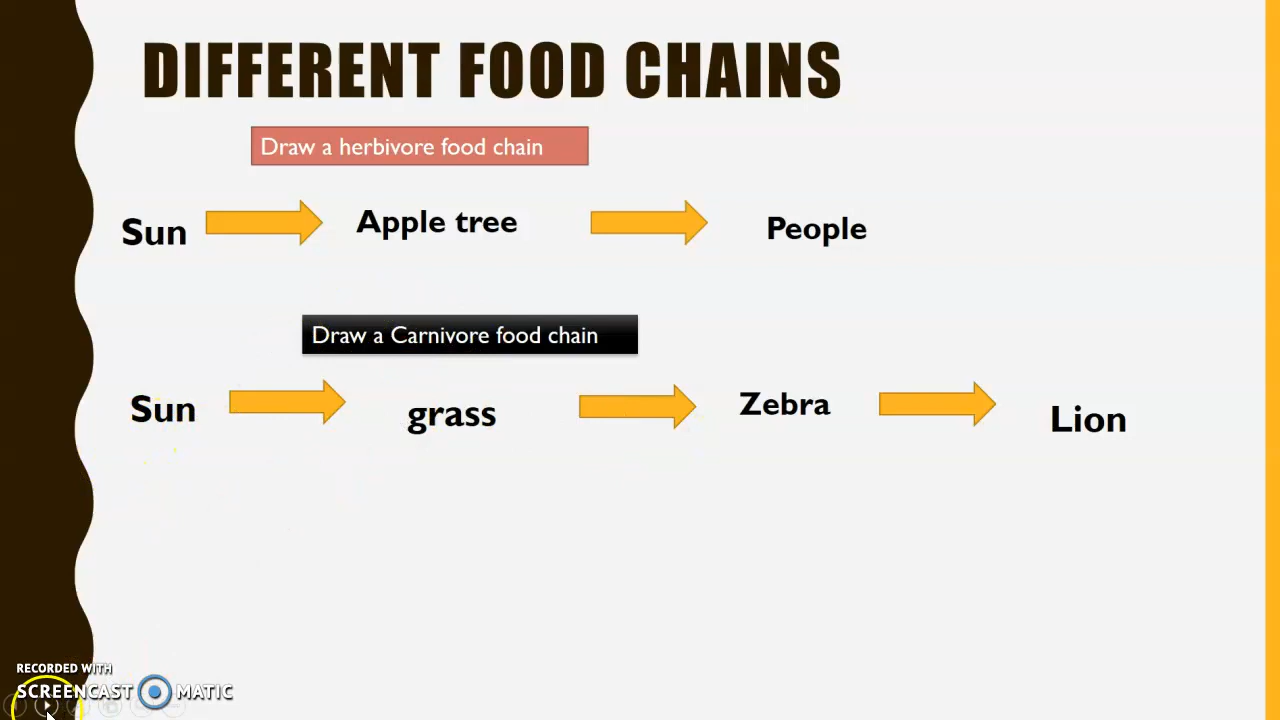 DIFFERENT FOOD CHAINS
Draw a herbivore food chain
Sun Apple tree People
Draw a Carnivore food chain
Sun grass Zebra Lion
RECORDED WITH
SCREENCAST MATIC